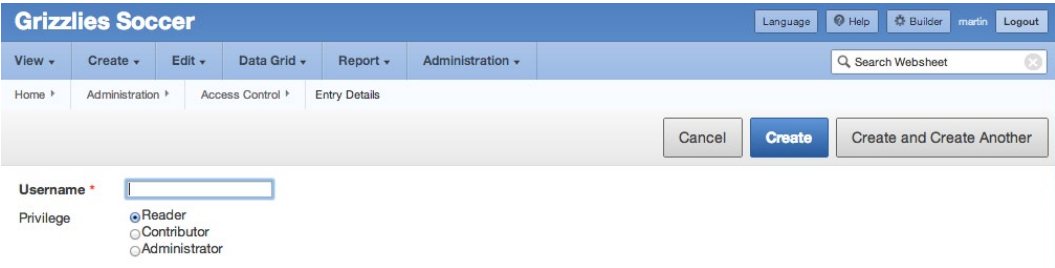 Grizzlies Soccer Language Help Builder martin Logout
View Create Edit Data Grid Report Administration Search Websheet
Home Administration Access Control Entry Details
Cancel Create Create and Create Another
Username *
Privilege Reader
Contributor
Administrator